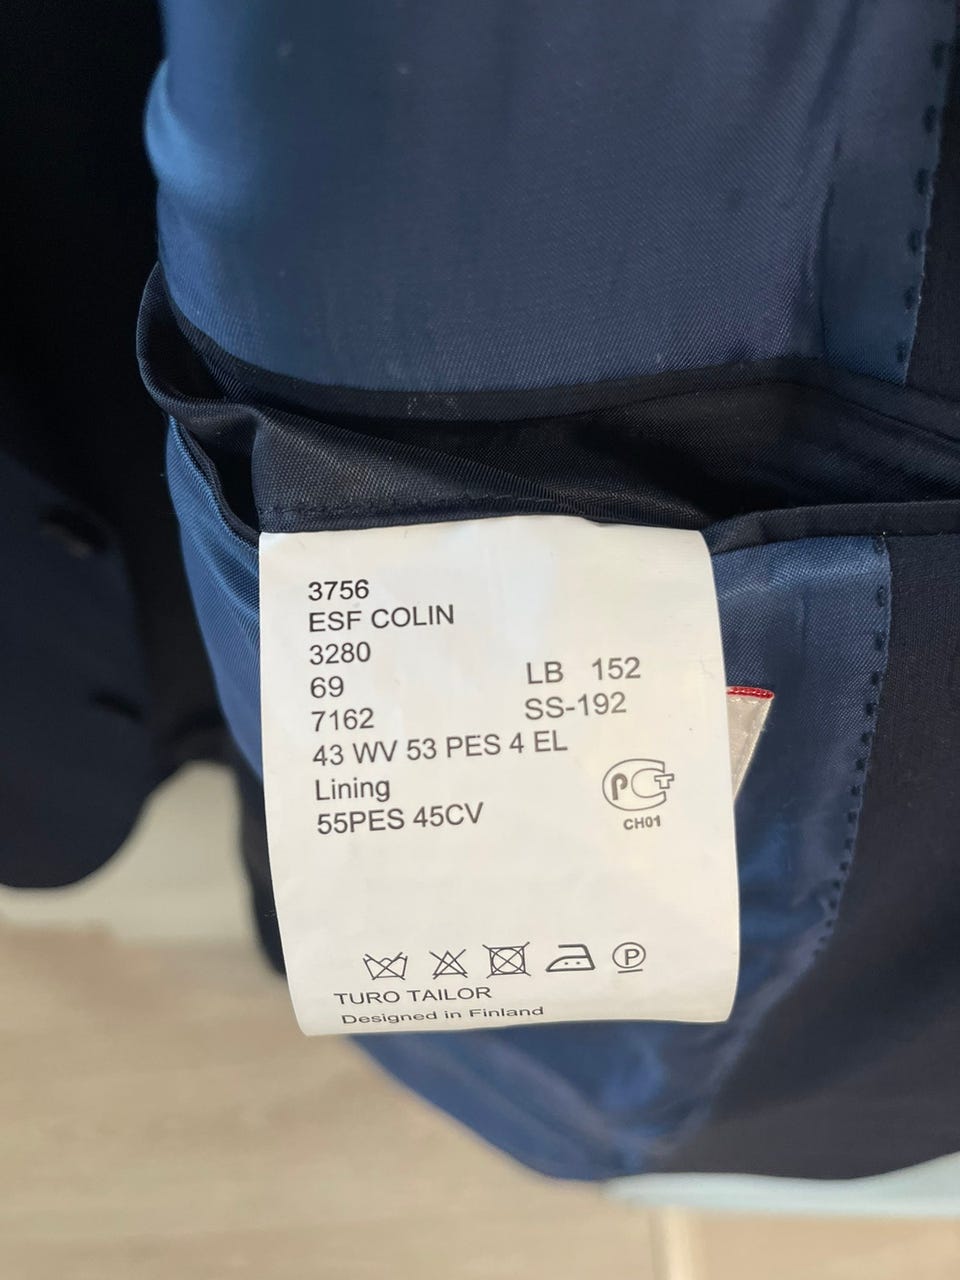 3756
ESF COLIN
3280
69 LB 152
7162 SS-192
43 WV 53 PES 4 EL
Lining
55PES 45CV
PCT
CH01
P
TURO TAILOR
Designed in Finland